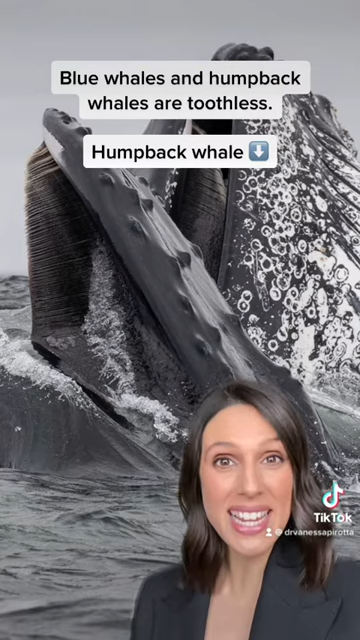 Blue whales and humpback
whales are toothless.
Humpback whale ⬇️
TikTok
@drvanessapirotta